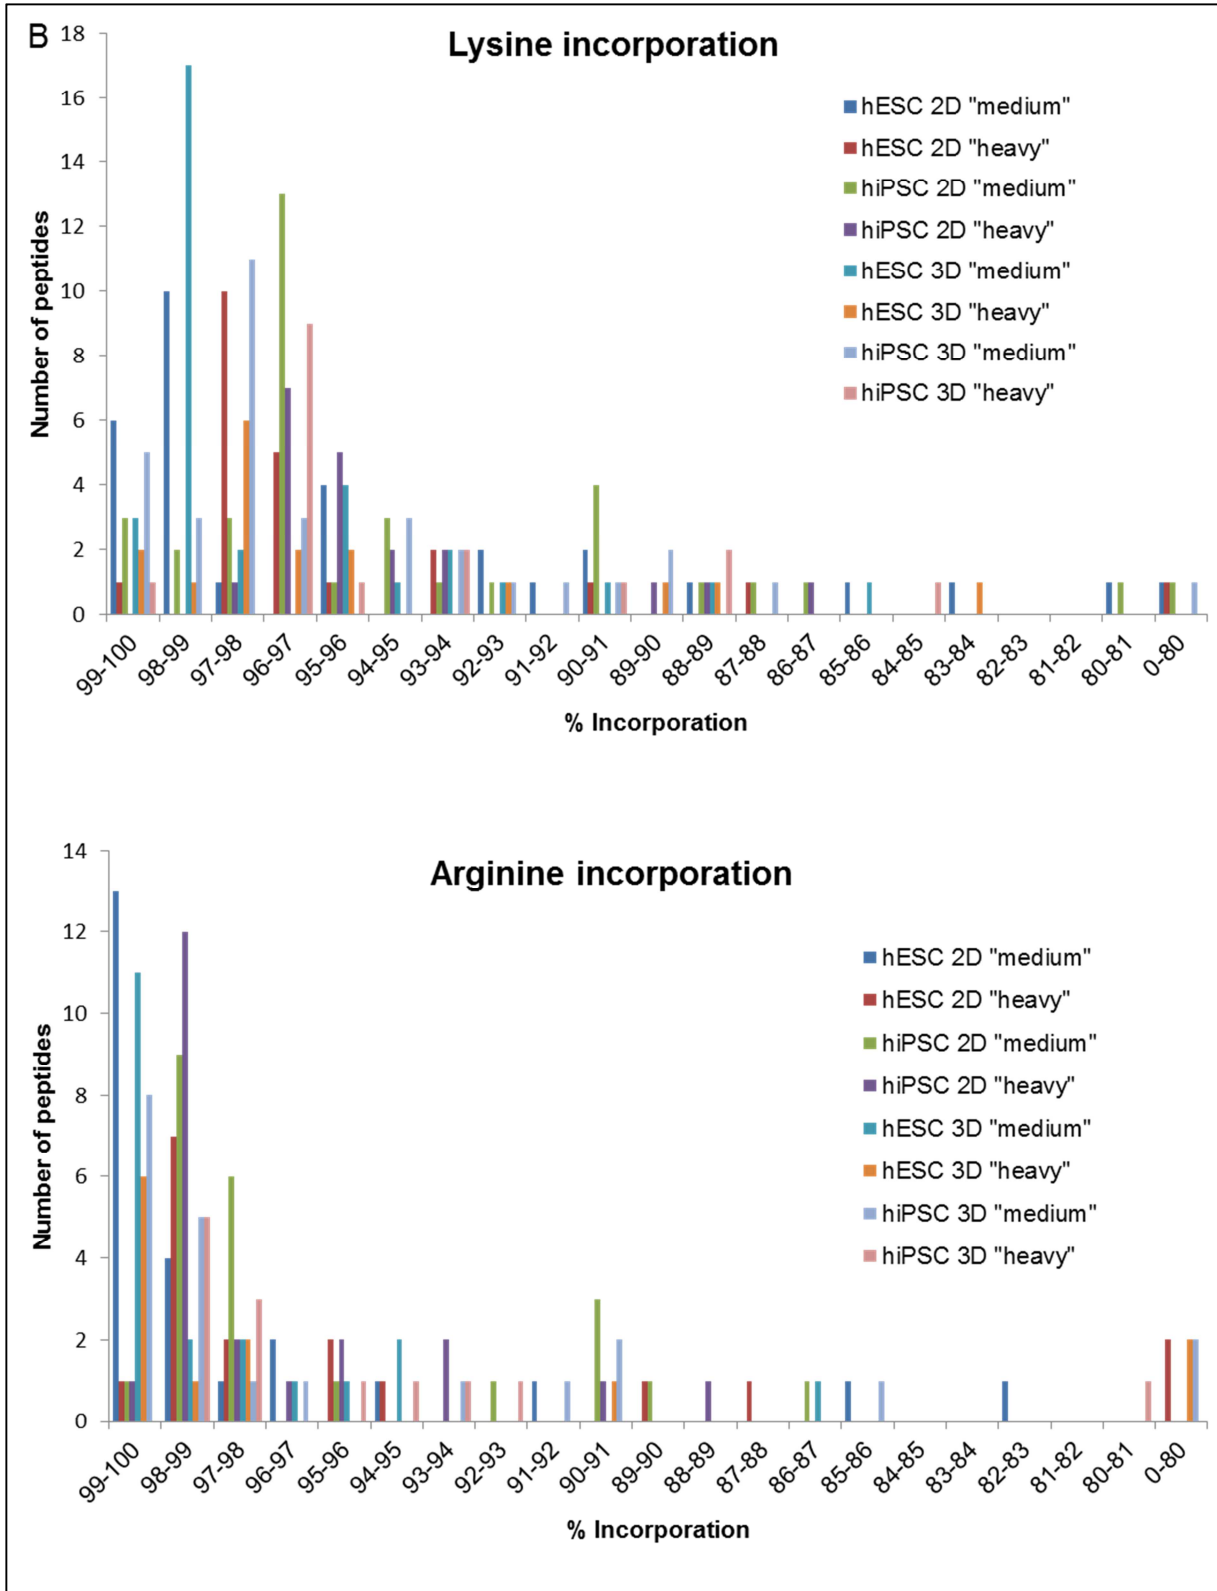 B
Lysine incorporation
18
16
14
12
10
8
6
4
2
0
Number of peptides
hESC 2D "medium"
hESC 2D "heavy"
hiPSC 2D "medium"
hiPSC 2D "heavy"
hESC 3D "medium"
hESC 3D "heavy"
hiPSC 3D "medium"
hiPSC 3D "heavy"
99-100 98-99 97-98 96-97 95-96 94-95 93-94 92-93 91-92 90-91 89-90 88-89 87-88 86-87 85-86 84-85 83-84 82-83 81-82 80-81 0-80
% Incorporation
Arginine incorporation
14
12
10
8
6
4
2
0
Number of peptides
hESC 2D "medium"
hESC 2D "heavy"
hiPSC 2D "medium"
hiPSC 2D "heavy"
hESC 3D "medium"
hESC 3D "heavy"
hiPSC 3D "medium"
hiPSC 3D "heavy"
99-100 98-99 97-98 96-97 95-96 94-95 93-94 92-93 91-92 90-91 89-90 88-89 87-88 86-87 85-86 84-85 83-84 82-83 81-82 80-81 0-80
% Incorporation